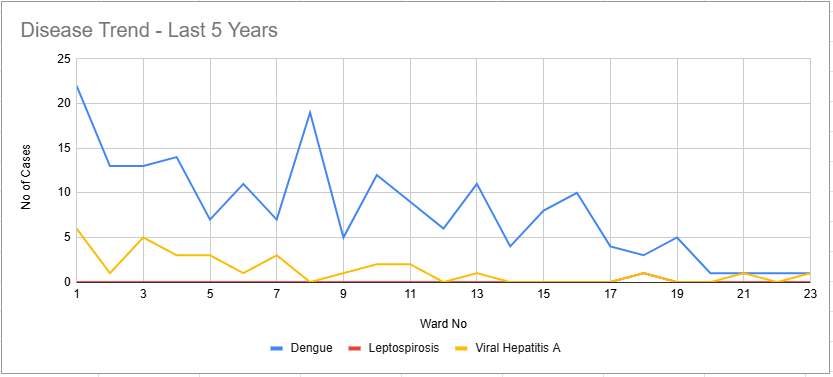 Disease Trend - Last 5 Years
25
20
15
10
5
0
No of Cases
1 3 5 7 9 11 13 15 17 19 21 23
Ward No
Dengue Leptospirosis Viral Hepatitis A